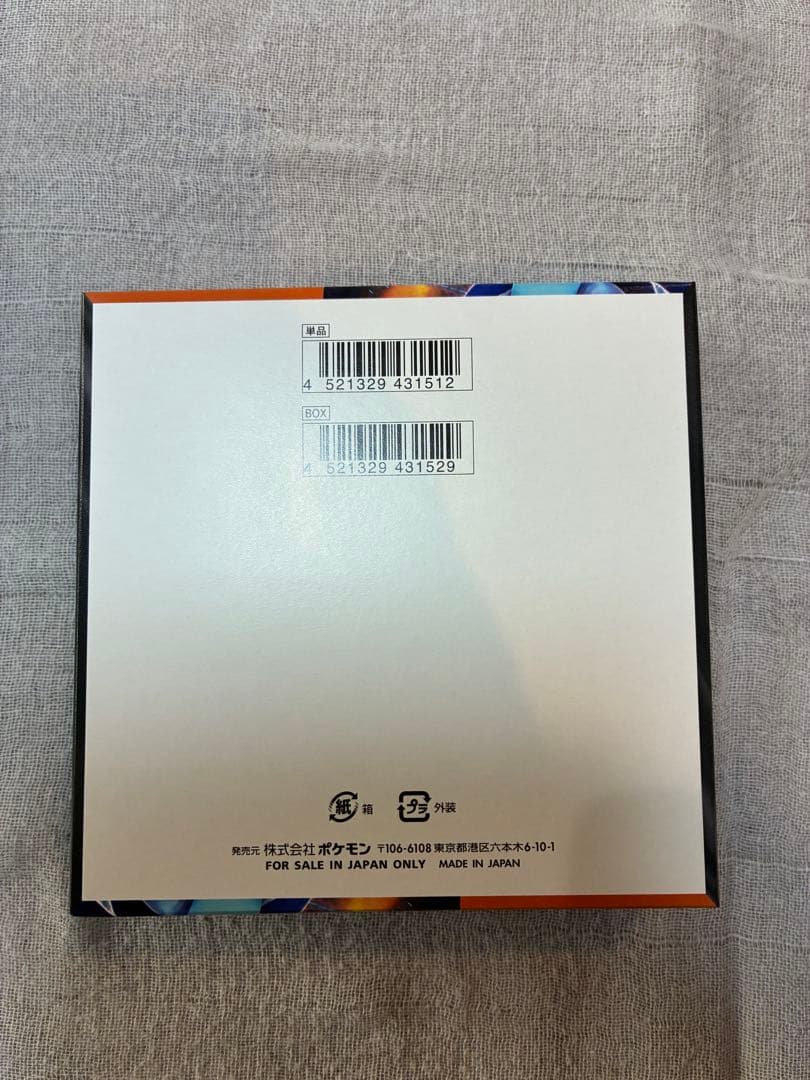 単品
4 521329 431512
BOX
4 521329 431529
紙 箱 プラ 外装
発売元 株式会社 ポケモン 〒106-6108 東京都港区六本木6-10-1
FOR SALE IN JAPAN ONLY MADE IN JAPAN